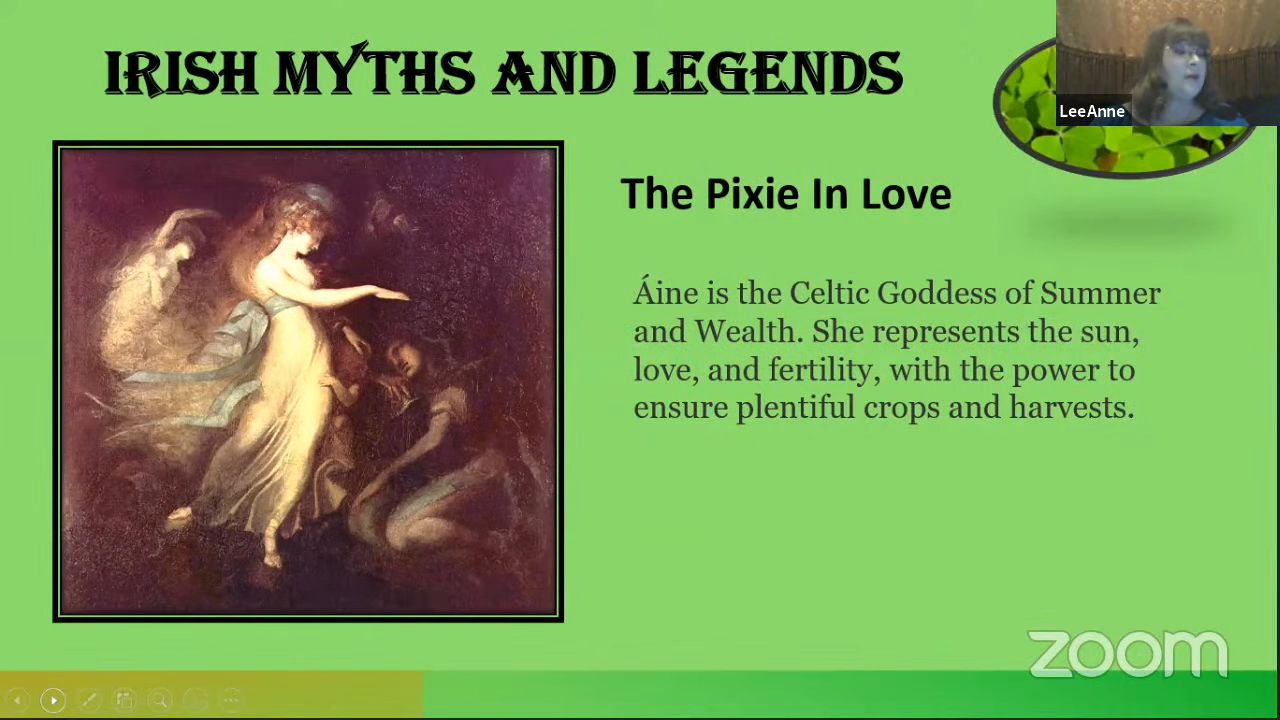 IRISH MYTHS AND LEGENDS
LeeAnne
The Pixie In Love
Áine is the Celtic Goddess of Summer
and Wealth. She represents the sun,
love, and fertility, with the power to
ensure plentiful crops and harvests.
zoom